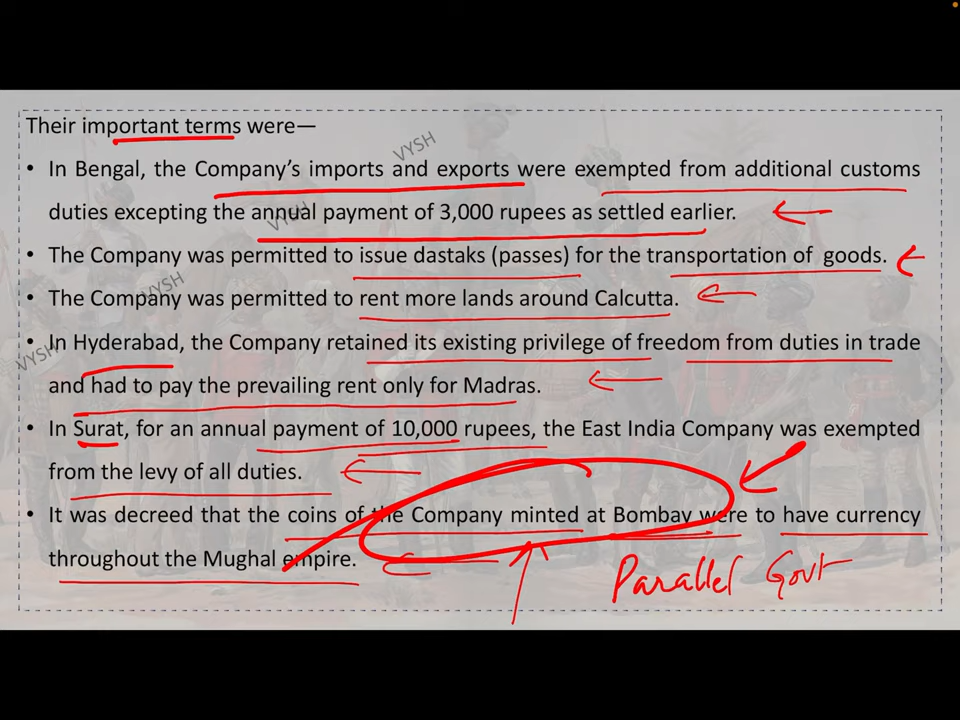 Their important terms were—
• In Bengal, the Company's imports and exports were exempted from additional customs
duties excepting the annual payment of 3,000 rupees as settled earlier.
• The Company was permitted to issue dastaks (passes) for the transportation of goods.
• The Company was permitted to rent more lands around Calcutta.
• In Hyderabad, the Company retained its existing privilege of freedom from duties in trade
and had to pay the prevailing rent only for Madras.
• In Surat, for an annual payment of 10,000 rupees, the East India Company was exempted
from the levy of all duties.
• It was decreed that the coins of the Company minted at Bombay were to have currency
throughout the Mughal empire.
Parallel Govt
VYSH
VYSH
VYSH
VYSH